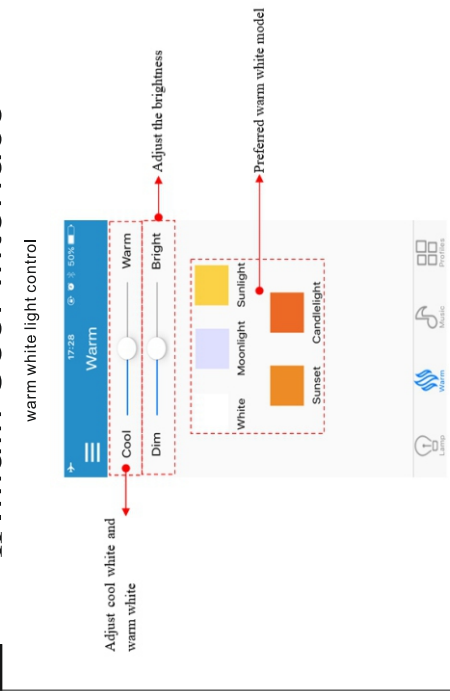 warm white light control
Adjust cool white and
warm white
Adjust the brightness
Preferred warm white model
17:28
50%
Warm
Cool
Warm
Dim
Bright
White
Moonlight
Sunlight
Sunset
Candlelight
Lamp
Warm
Music
Profiles